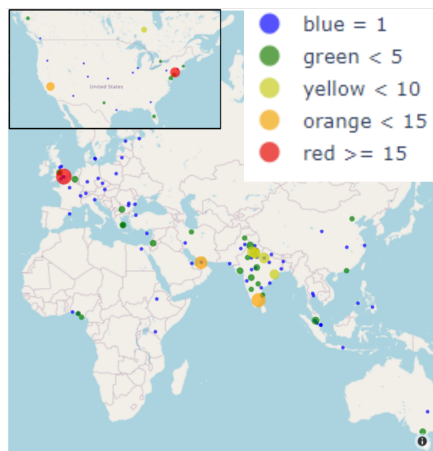 blue = 1
green < 5
yellow < 10
orange < 15
red >= 15
United States